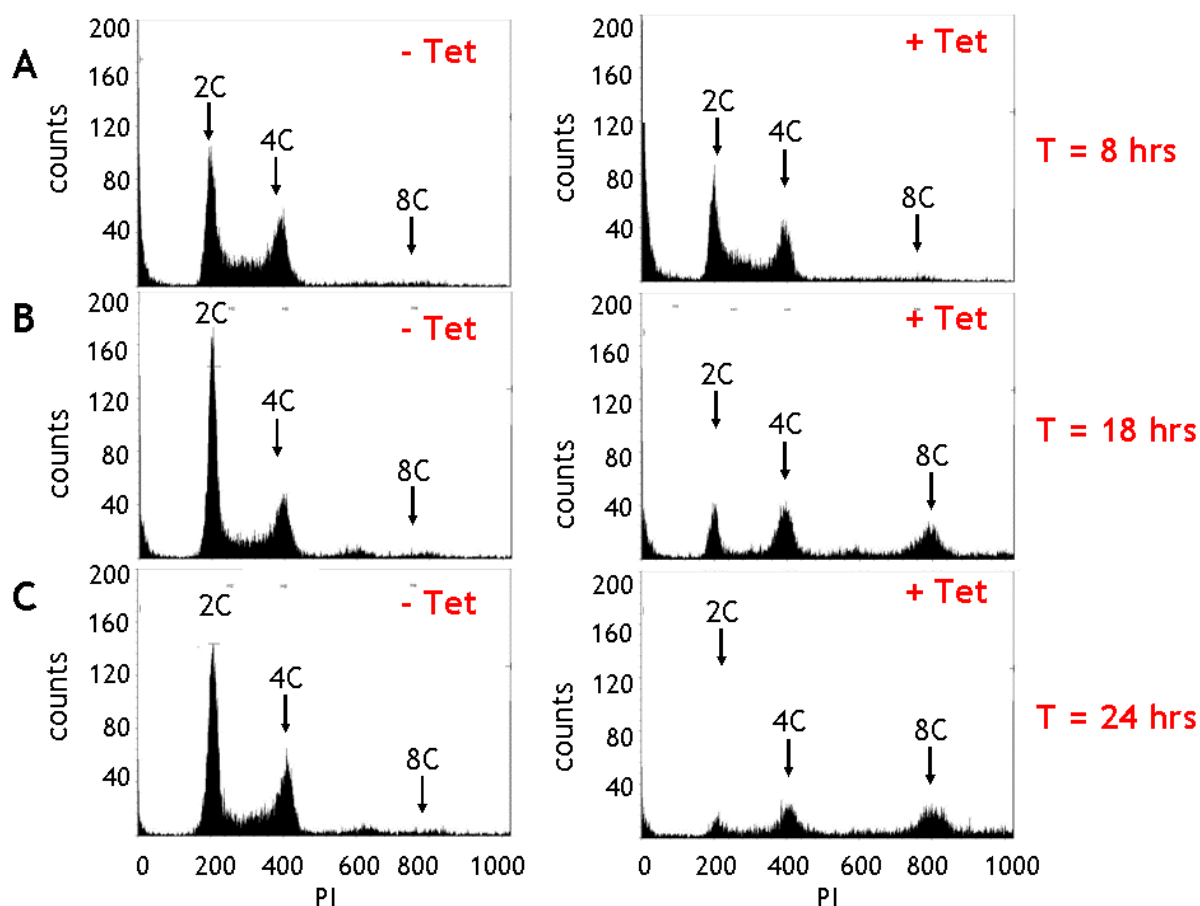 A
counts
200
160
120
80
40
2C
4C
8C
- Tet
counts
200
160
120
80
40
2C
4C
8C
+ Tet
T = 8 hrs
B
counts
200
160
120
80
40
2C
4C
8C
- Tet
counts
200
160
120
80
40
2C
4C
8C
+ Tet
T = 18 hrs
C
counts
200
160
120
80
40
2C
4C
8C
- Tet
0 200 400 600 800 1000
PI
counts
200
160
120
80
40
2C
4C
8C
+ Tet
T = 24 hrs
0 200 400 600 800 1000
PI